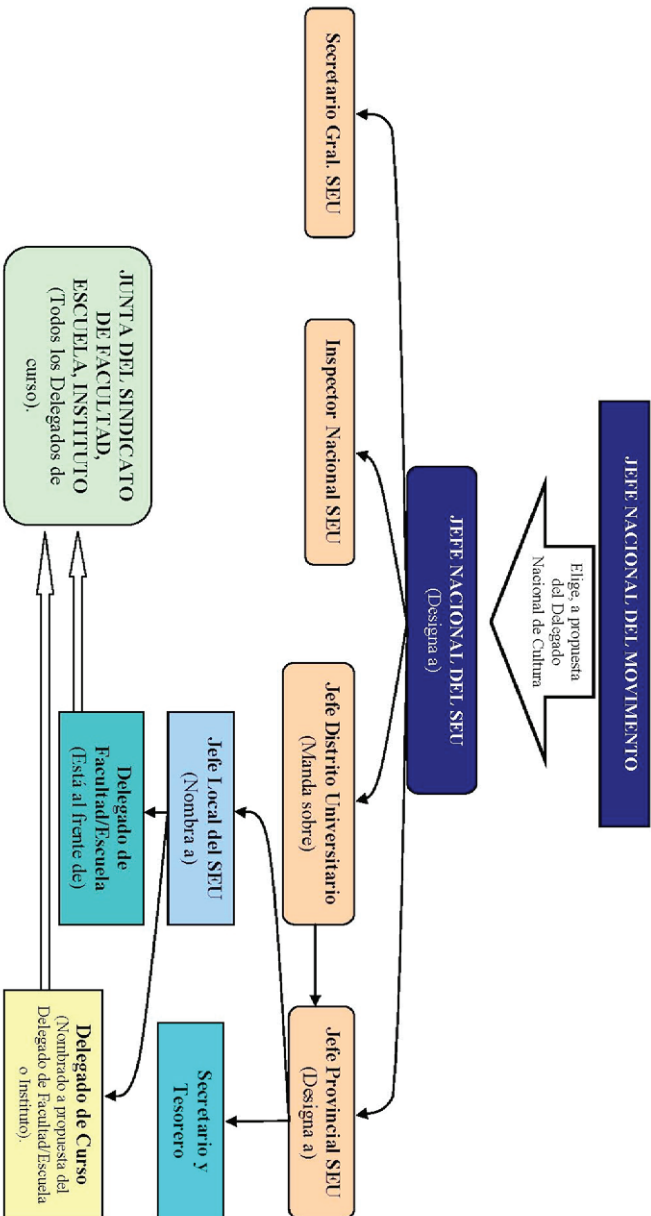 JEFE NACIONAL DEL MOVIMENTO
Elige, a propuesta
del Delegado
Nacional de Cultura
JEFE NACIONAL DEL SEU
(Designa a)
Secretario Gral. SEU
Inspector Nacional SEU
Jefe Distrito Universitario
(Manda sobre)
Jefe Provincial SEU
(Designa a)
Jefe Local del SEU
(Nombra a)
Secretario y
Tesorero
Delegado de
Facultad/Escuela
(Está al frente de)
JUNTA DEL SINDICATO
DE FACULTAD,
ESCUELA, INSTITUTO
(Todos los Delegados de
curso).
Delegado de Curso
(Nombrado a propuesta del
Delegado de Facultad/Escuela
o Instituto).